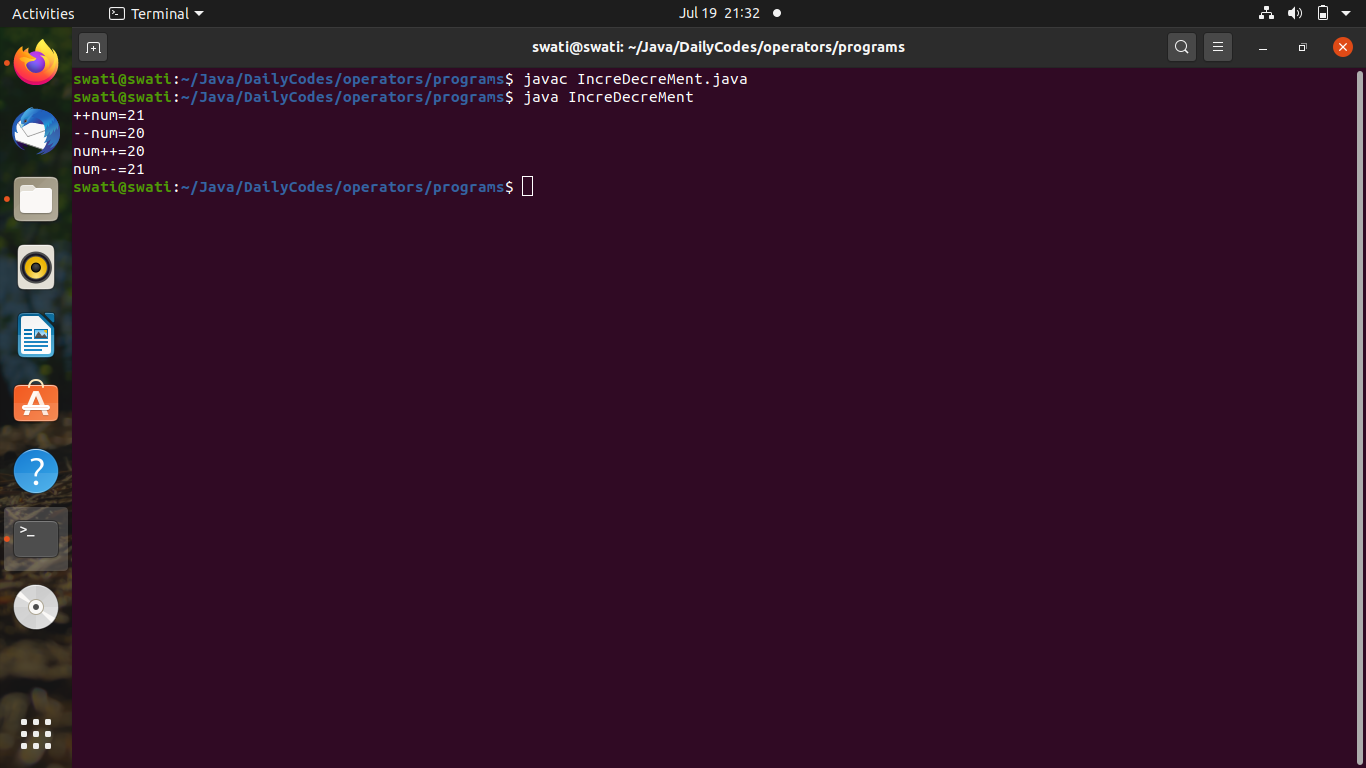 Activities Terminal Jul 19 21:32
swati@swati: ~/Java/DailyCodes/operators/programs
swati@swati:~/Java/DailyCodes/operators/programs$ javac IncreDecreMent.java
swati@swati:~/Java/DailyCodes/operators/programs$ java IncreDecreMent
++num=21
--num=20
num++=20
num--=21
swati@swati:~/Java/DailyCodes/operators/programs$